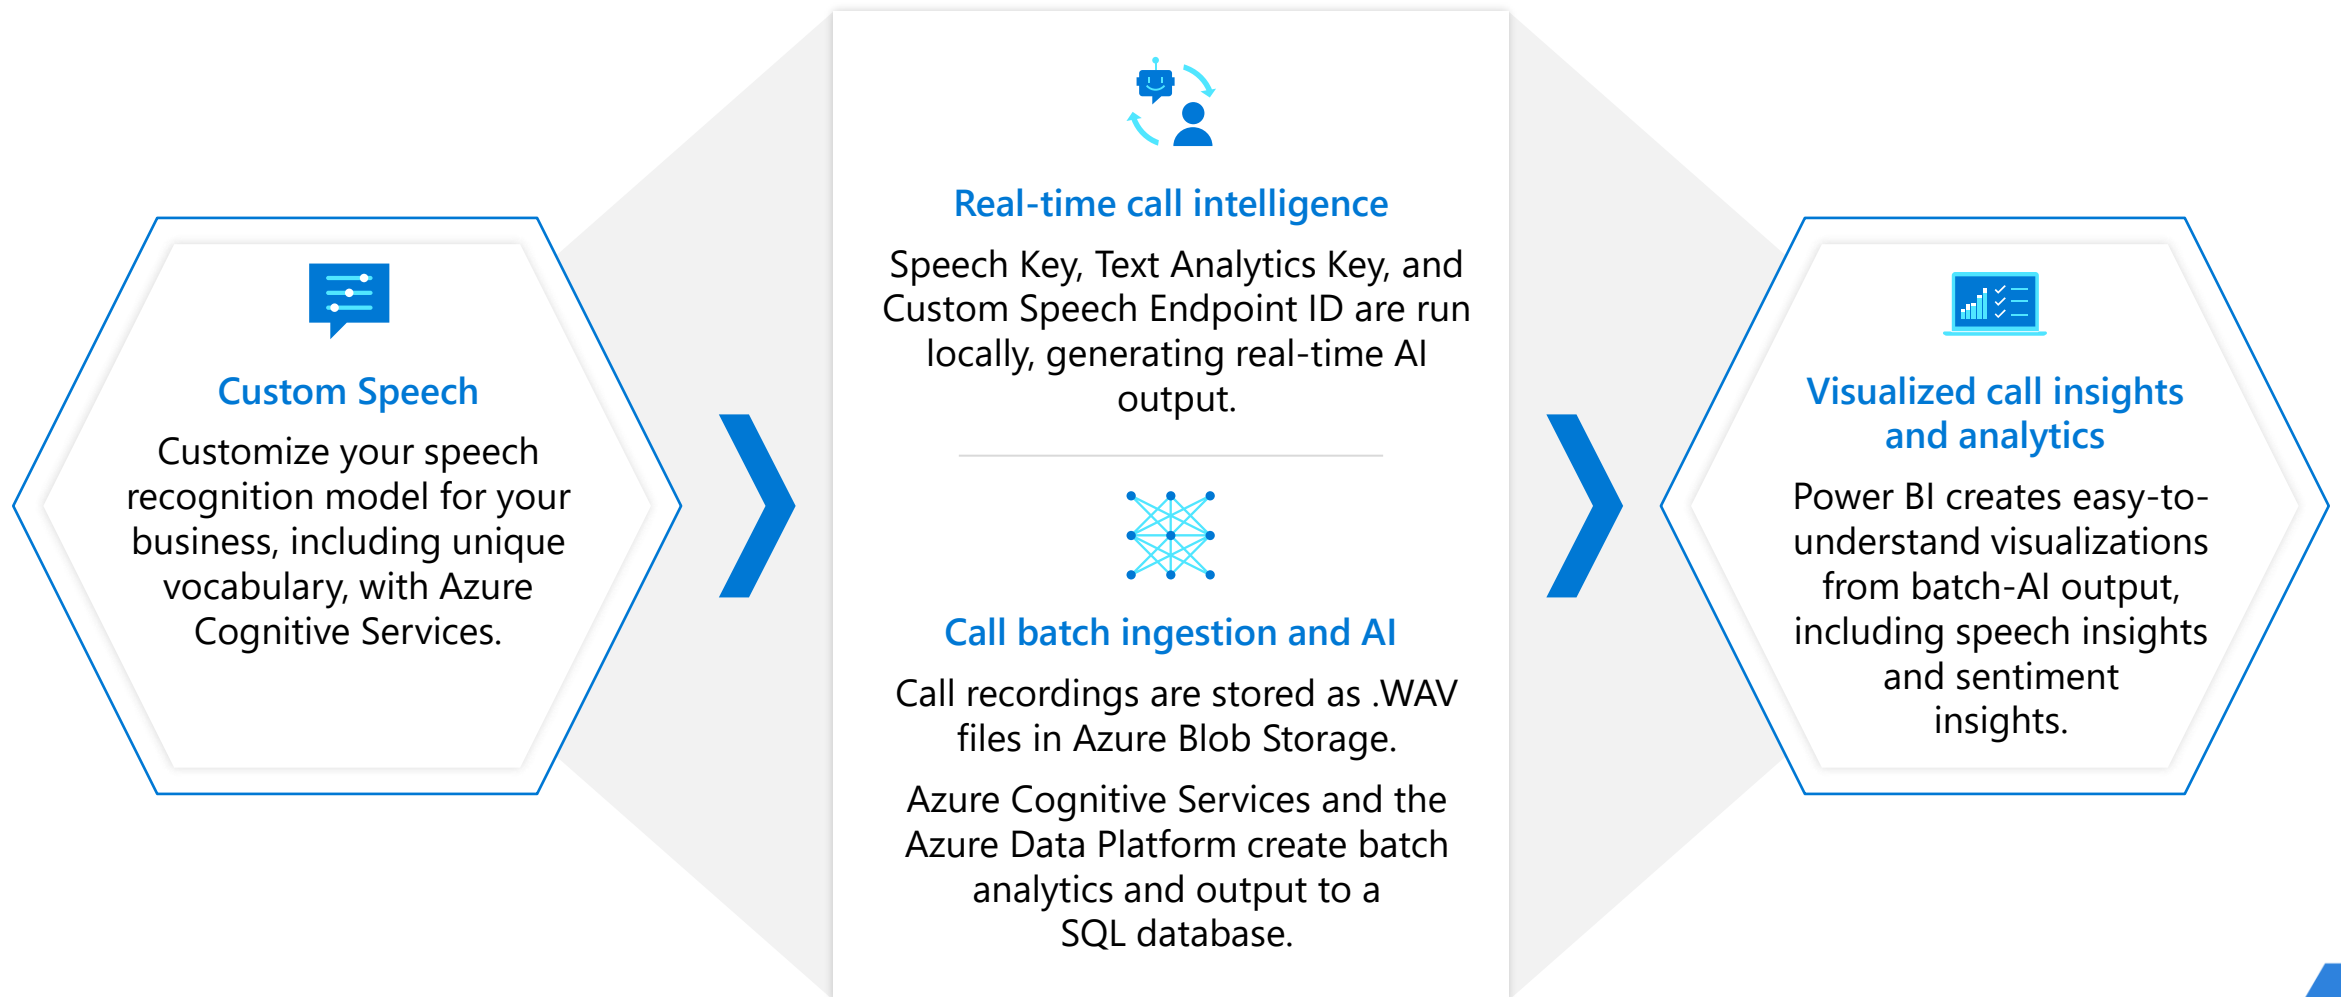 Custom Speech
Customize your speech
recognition model for your
business, including unique
vocabulary, with Azure
Cognitive Services.
Real-time call intelligence
Speech Key, Text Analytics Key, and
Custom Speech Endpoint ID are run
locally, generating real-time AI
output.
Call batch ingestion and AI
Call recordings are stored as .WAV
files in Azure Blob Storage.
Azure Cognitive Services and the
Azure Data Platform create batch
analytics and output to a
SQL database.
Visualized call insights
and analytics
Power BI creates easy-to-
understand visualizations
from batch-AI output,
including speech insights
and sentiment
insights.